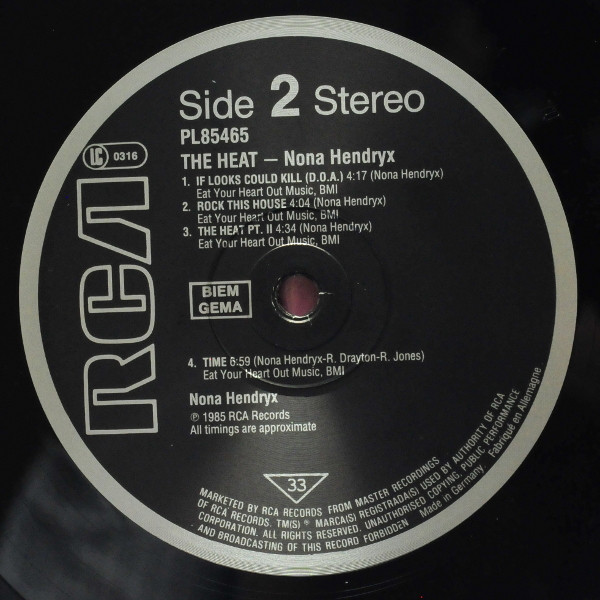 Side 2 Stereo
PL85465
LC 0316
THE HEAT — Nona Hendryx
1. IF LOOKS COULD KILL (D.O.A.) 4:17 (Nona Hendryx)
Eat Your Heart Out Music, BMI
2. ROCK THIS HOUSE 4:04 (Nona Hendryx)
Eat Your Heart Out Music, BMI
3. THE HEAT PT. II 4:34 (Nona Hendryx)
Eat Your Heart Out Music, BMI
RCA
BIEM
GEMA
4. TIME 6:59 (Nona Hendryx-R. Drayton-R. Jones)
Eat Your Heart Out Music, BMI
Nona Hendryx
℗ 1985 RCA Records
All timings are approximate
33
MARKETED BY RCA RECORDS FROM MASTER RECORDINGS
OF RCA RECORDS. TM(S) ® MARCA(S) REGISTRADA(S) USED BY AUTHORITY OF RCA
CORPORATION. ALL RIGHTS RESERVED. UNAUTHORISED COPYING, PUBLIC PERFORMANCE
AND BROADCASTING OF THIS RECORD FORBIDDEN Made in Germany. Fabriqué en Allemagne